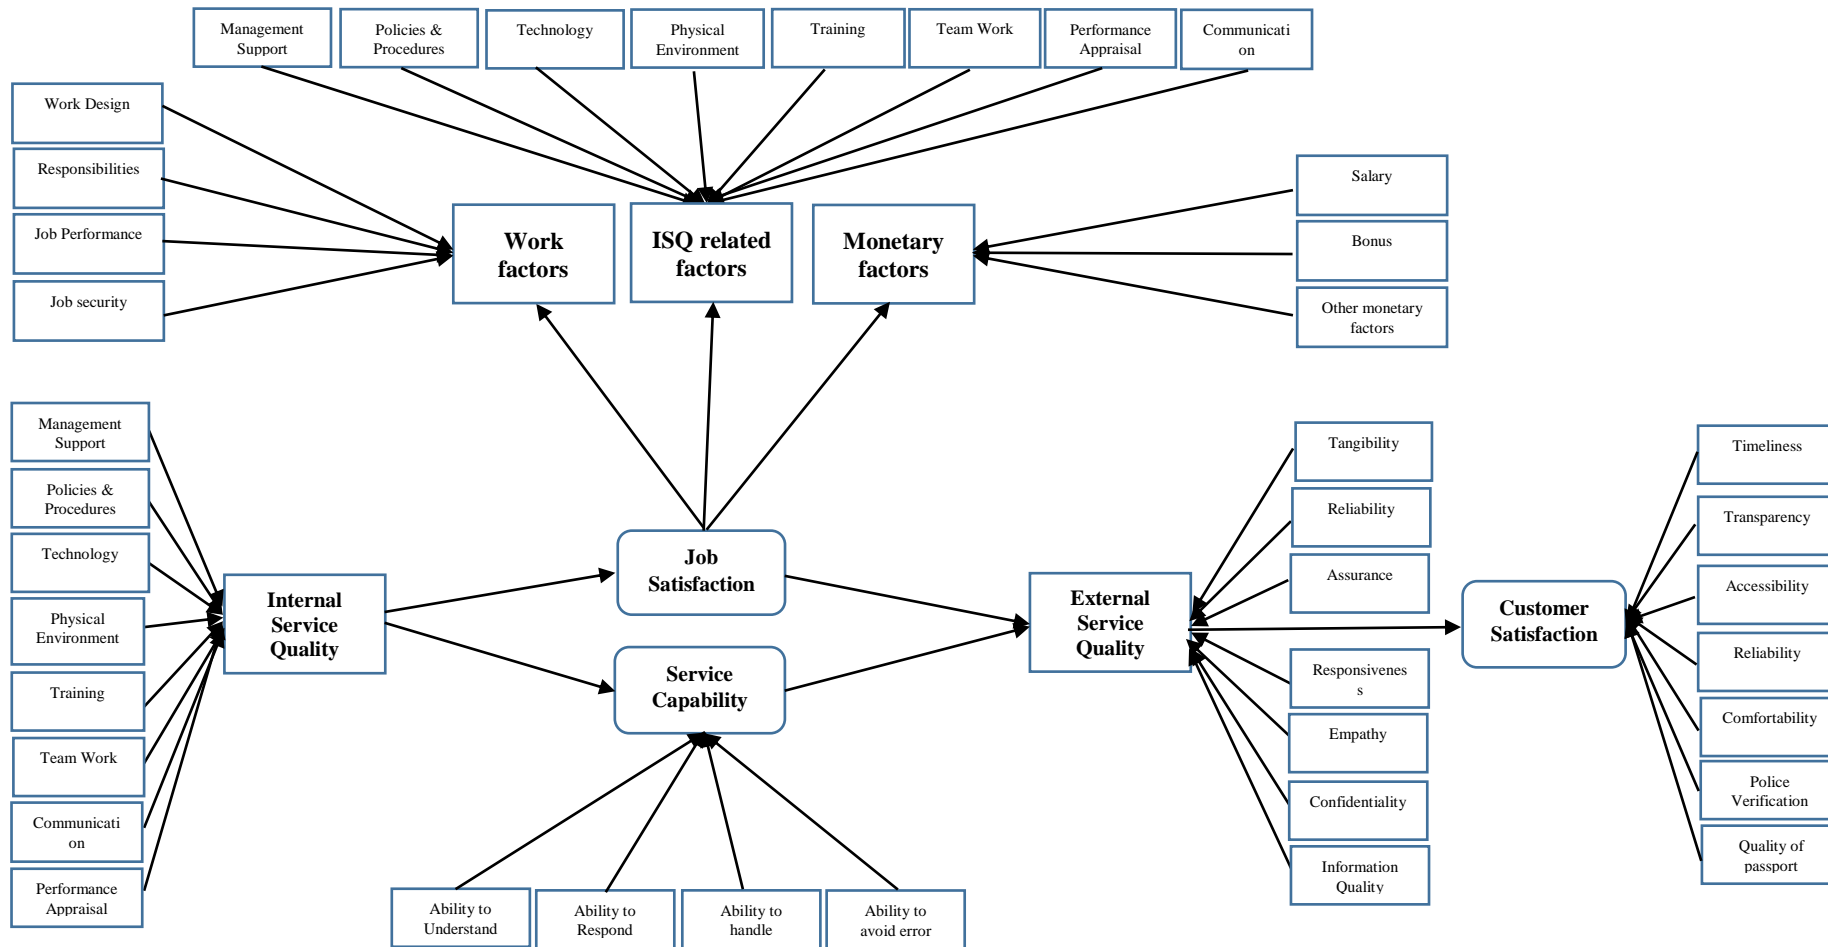 Management
Support
Policies &
Procedures
Technology
Physical
Environment
Training
Team Work
Performance
Appraisal
Communicati
on
Work Design
Responsibilities
Job Performance
Job security
Work
factors
ISQ related
factors
Monetary
factors
Salary
Bonus
Other monetary
factors
Management
Support
Policies &
Procedures
Technology
Physical
Environment
Training
Team Work
Communicati
on
Performance
Appraisal
Internal
Service
Quality
Job
Satisfaction
Service
Capability
Ability to
Understand
Ability to
Respond
Ability to
handle
Ability to
avoid error
External
Service
Quality
Tangibility
Reliability
Assurance
Responsivenes
s
Empathy
Confidentiality
Information
Quality
Customer
Satisfaction
Timeliness
Transparency
Accessibility
Reliability
Comfortability
Police
Verification
Quality of
passport